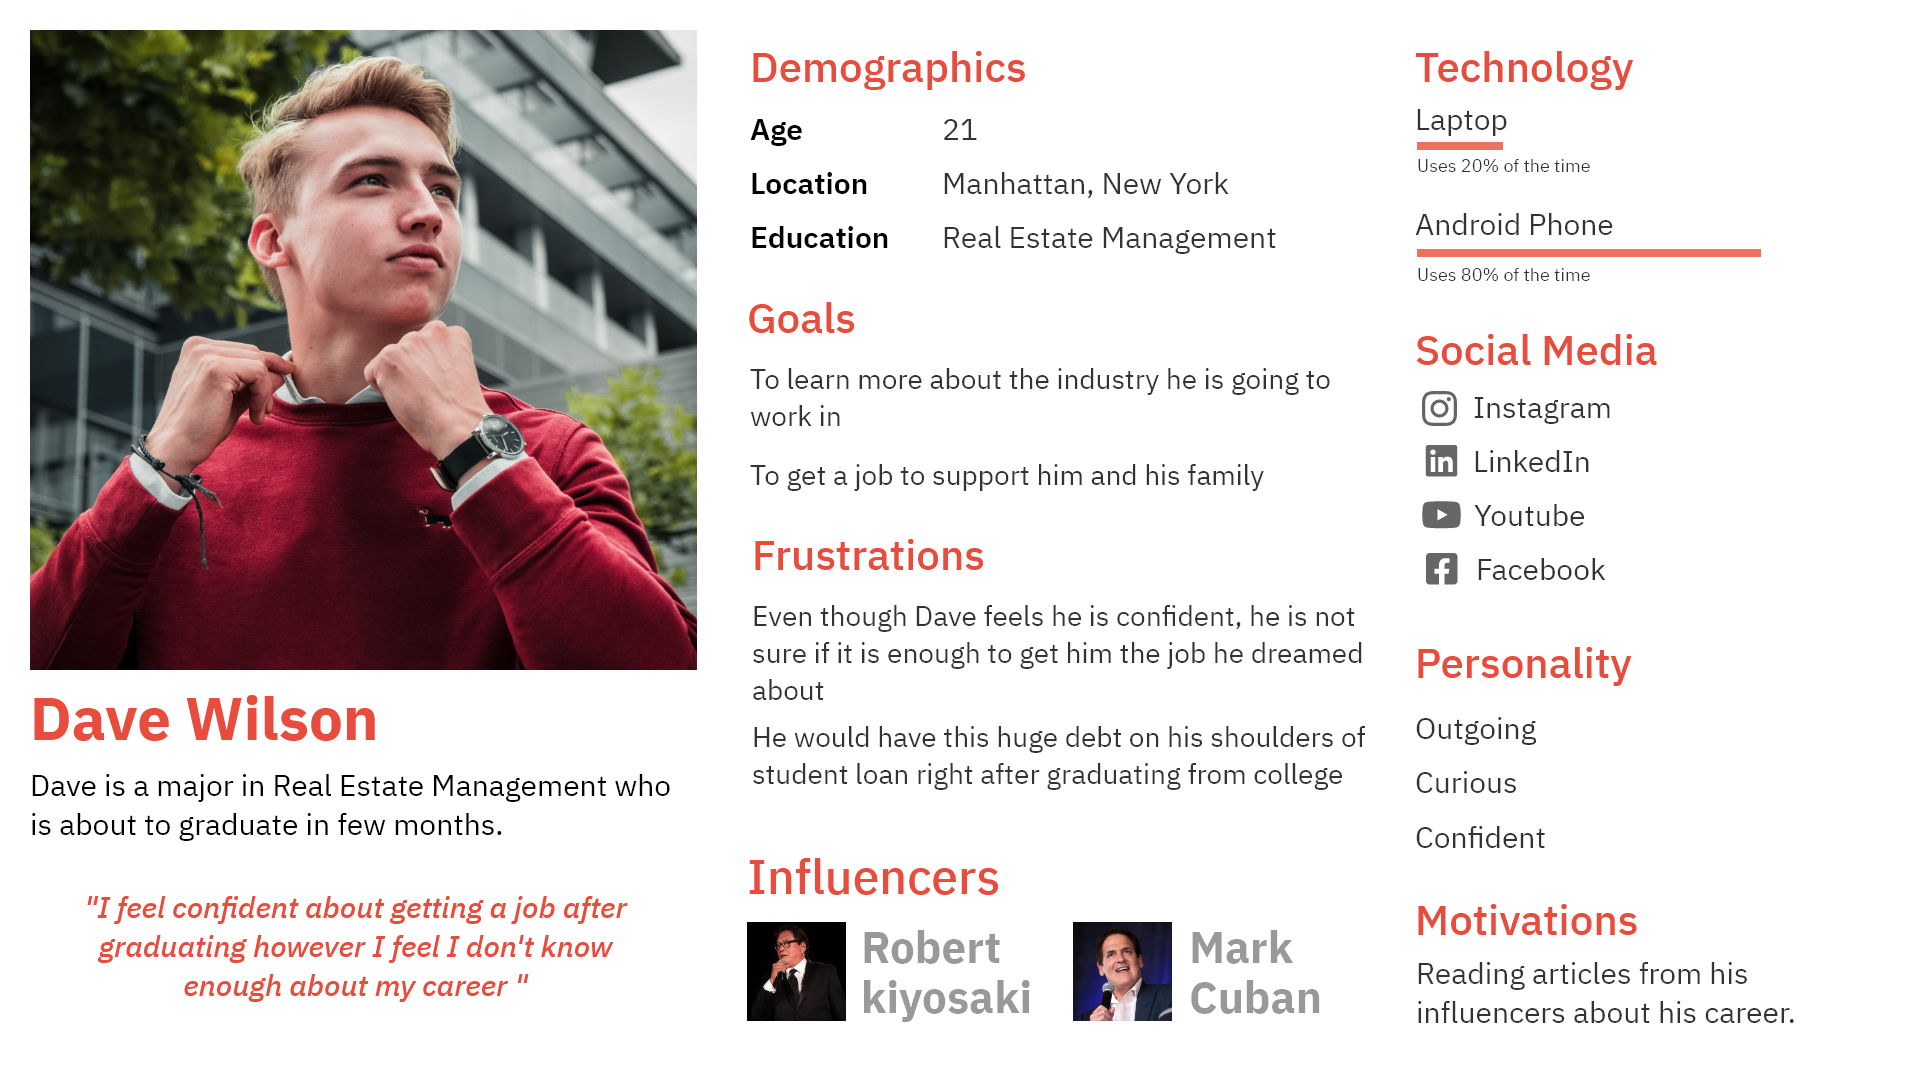 Dave Wilson
Dave is a major in Real Estate Management who
is about to graduate in few months.
"I feel confident about getting a job after
graduating however I feel I don't know
enough about my career "
Demographics
Age 21
Location Manhattan, New York
Education Real Estate Management
Goals
To learn more about the industry he is going to
work in
To get a job to support him and his family
Frustrations
Even though Dave feels he is confident, he is not
sure if it is enough to get him the job he dreamed
about
He would have this huge debt on his shoulders of
student loan right after graduating from college
Influencers
Robert
kiyosaki
Mark
Cuban
Technology
Laptop
Uses 20% of the time
Android Phone
Uses 80% of the time
Social Media
Instagram
in LinkedIn
Youtube
Facebook
Personality
Outgoing
Curious
Confident
Motivations
Reading articles from his
influencers about his career.